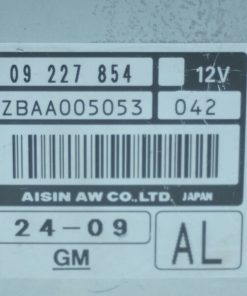 09 227 854 12V
ZBAA005053 042
AISIN AW CO., LTD. JAPAN
24-09 AL
GM